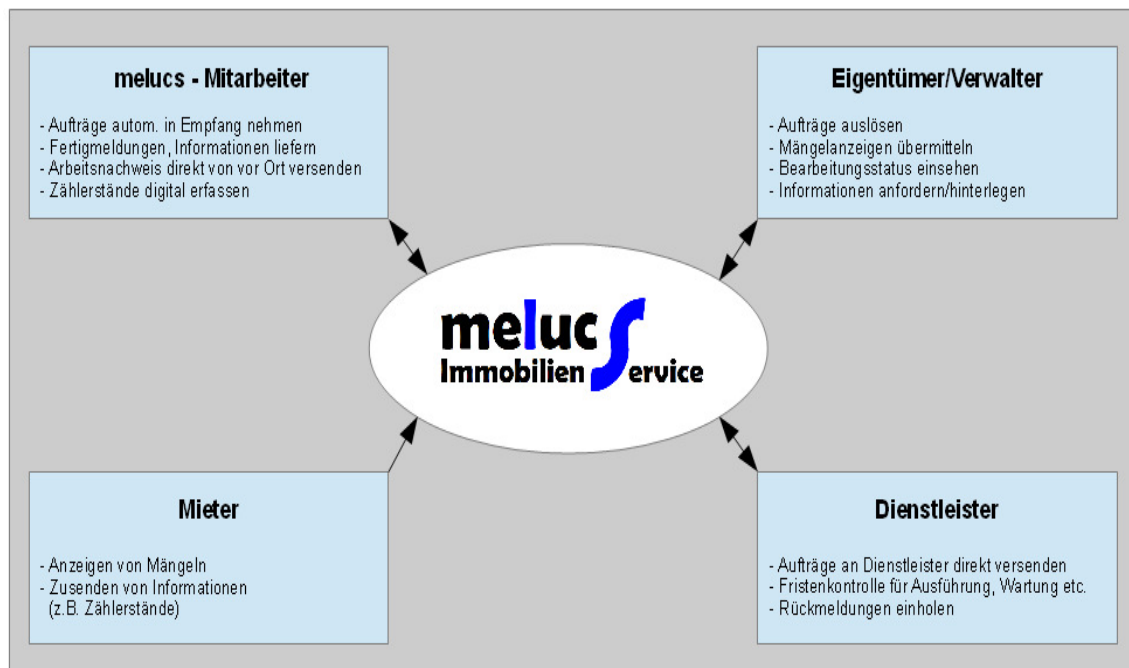 melucs - Mitarbeiter
- Aufträge autom. in Empfang nehmen
- Fertigmeldungen, Informationen liefern
- Arbeitsnachweis direkt von vor Ort versenden
- Zählerstände digital erfassen
Eigentümer/Verwalter
- Aufträge auslösen
- Mängelanzeigen übermitteln
- Bearbeitungsstatus einsehen
- Informationen anfordern/hinterlegen
melucs
Immobilien Service
Mieter
- Anzeigen von Mängeln
- Zusenden von Informationen
(z.B. Zählerstände)
Dienstleister
- Aufträge an Dienstleister direkt versenden
- Fristenkontrolle für Ausführung, Wartung etc.
- Rückmeldungen einholen